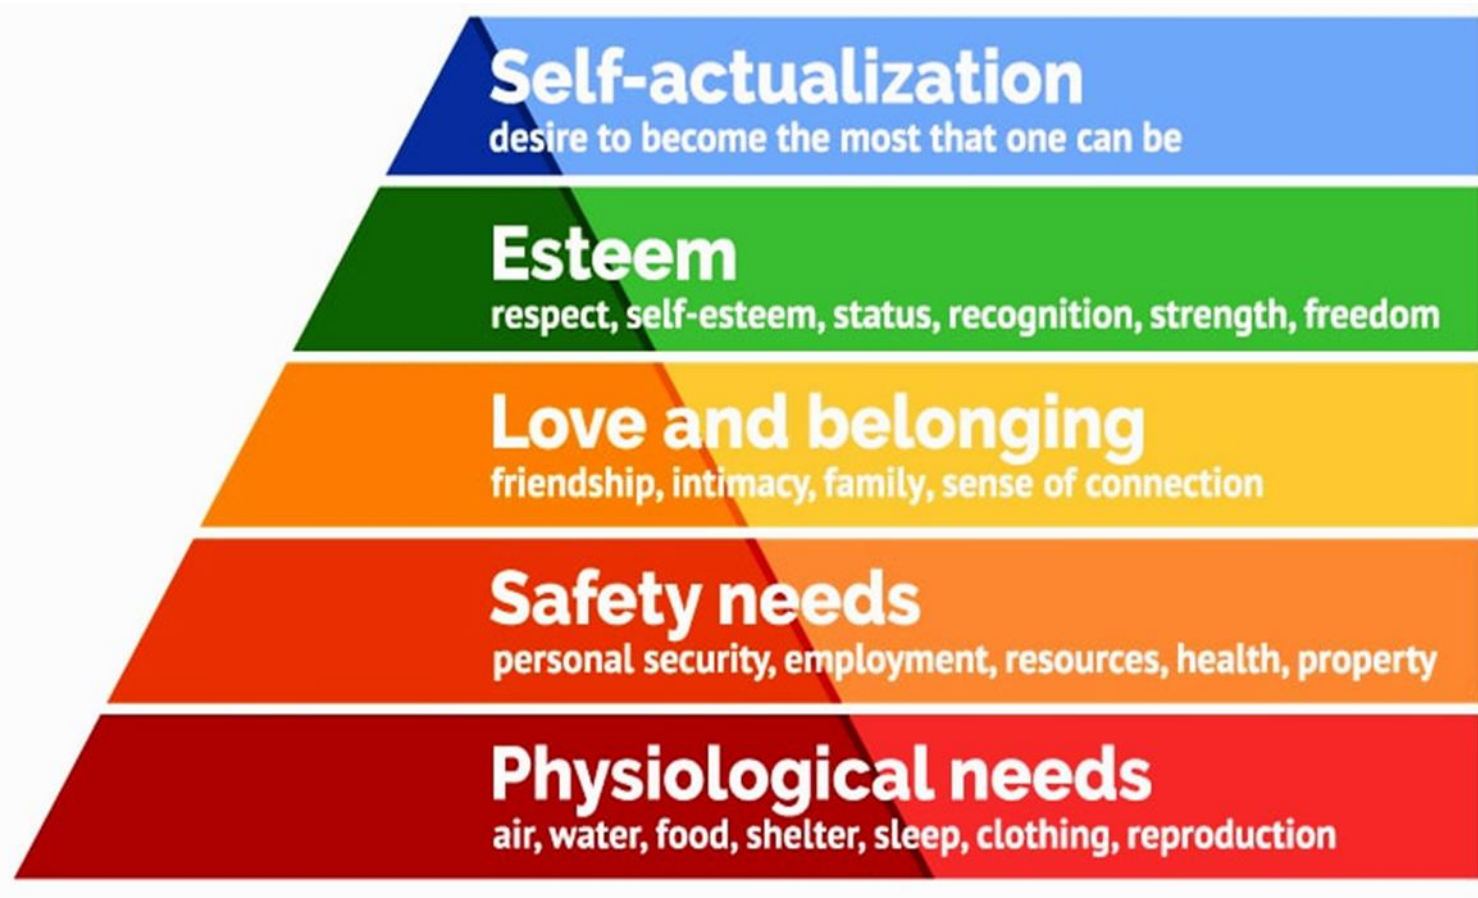 Self-actualization
desire to become the most that one can be
Esteem
respect, self-esteem, status, recognition, strength, freedom
Love and belonging
friendship, intimacy, family, sense of connection
Safety needs
personal security, employment, resources, health, property
Physiological needs
air, water, food, shelter, sleep, clothing, reproduction